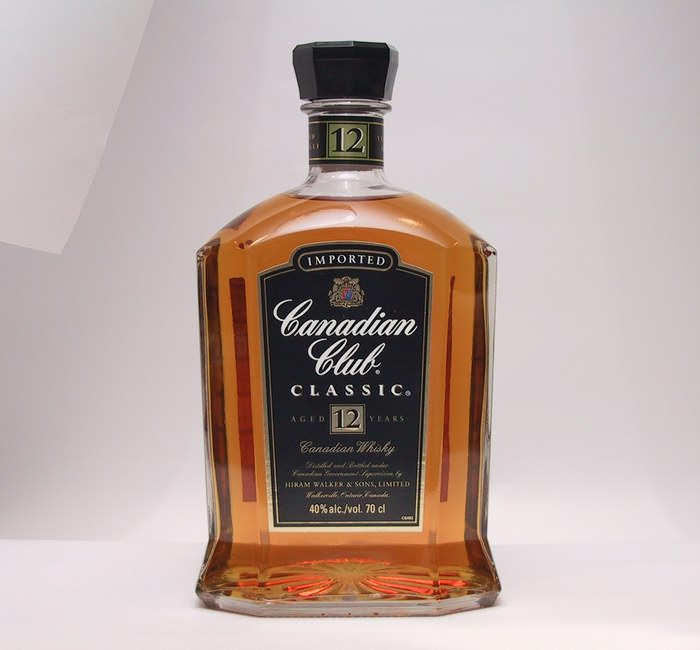 12
IMPORTED
Canadian
Club®
CLASSIC
AGED 12 YEARS
Canadian Whisky
Distilled and Bottled under
Canadian Government Supervision by
HIRAM WALKER & SONS, LIMITED
Walkerville, Ontario, Canada.
40% alc./vol. 70 cl